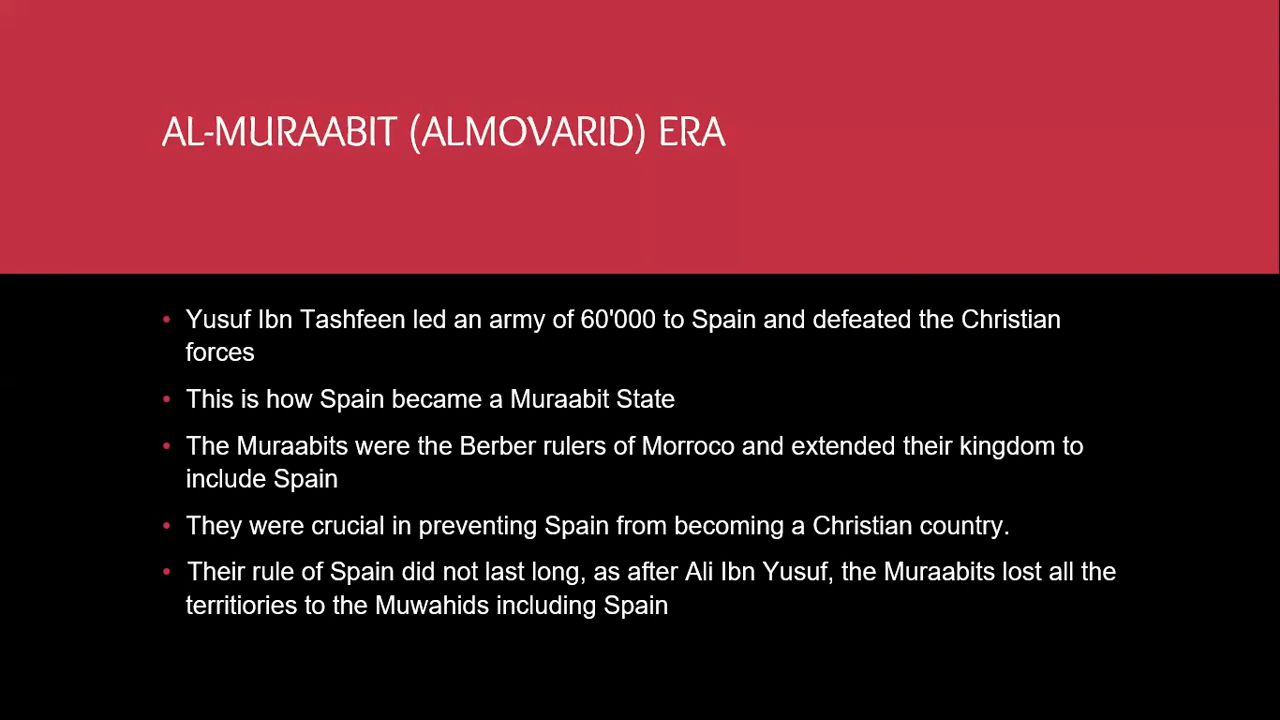 AL-MURAABIT (ALMOVARID) ERA
• Yusuf Ibn Tashfeen led an army of 60'000 to Spain and defeated the Christian
forces
• This is how Spain became a Muraabit State
• The Muraabits were the Berber rulers of Morroco and extended their kingdom to
include Spain
• They were crucial in preventing Spain from becoming a Christian country.
• Their rule of Spain did not last long, as after Ali Ibn Yusuf, the Muraabits lost all the
territiories to the Muwahids including Spain